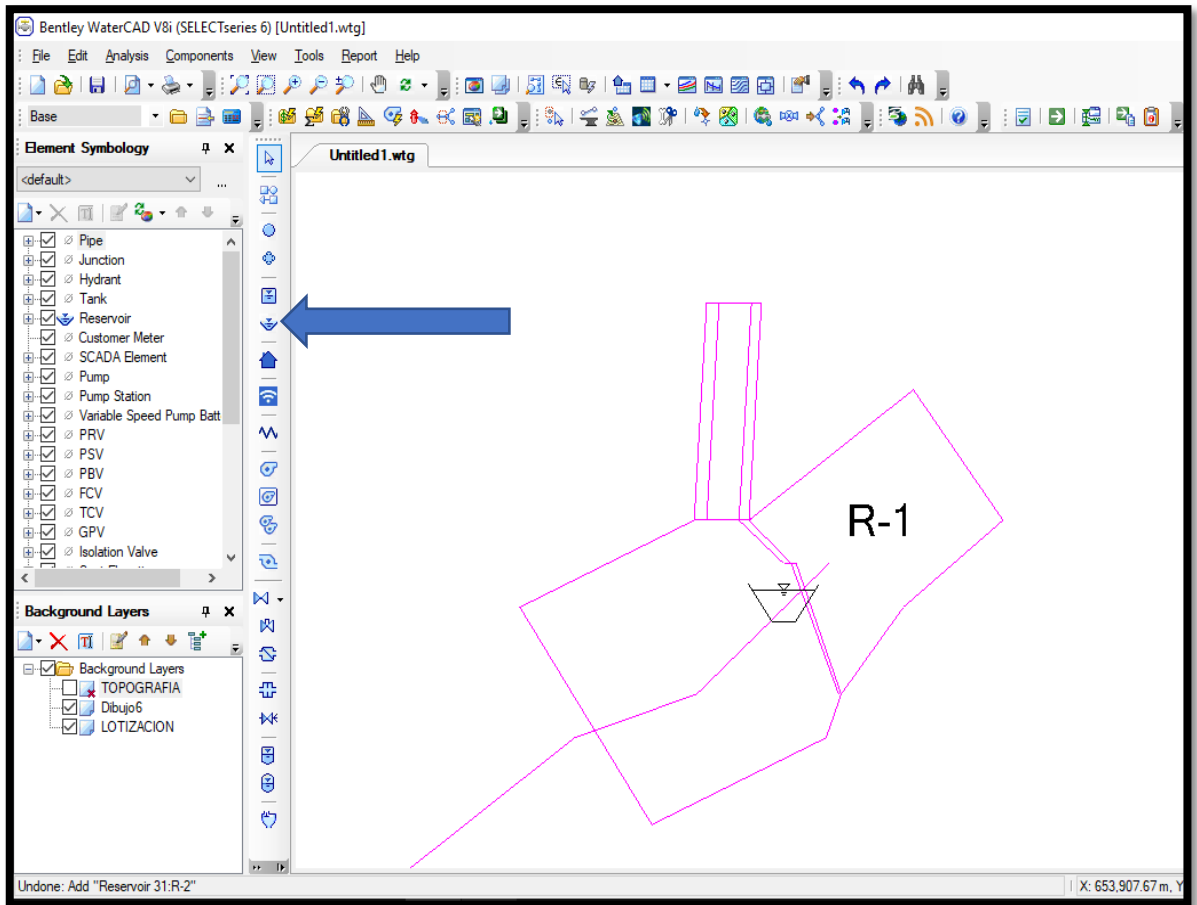 Bentley WaterCAD V8i (SELECTseries 6) [Untitled1.wtg]
File Edit Analysis Components View Tools Report Help
Base
Element Symbology
Untitled1.wtg
<default>
...
Pipe
Junction
Hydrant
Tank
Reservoir
Customer Meter
SCADA Element
Pump
Pump Station
Variable Speed Pump Batt
PRV
PSV
PBV
FCV
TCV
GPV
Isolation Valve
R-1
Background Layers
Background Layers
TOPOGRAFIA
Dibujo6
LOTIZACION
Undone: Add "Reservoir 31:R-2"
X: 653,907.67 m, Y